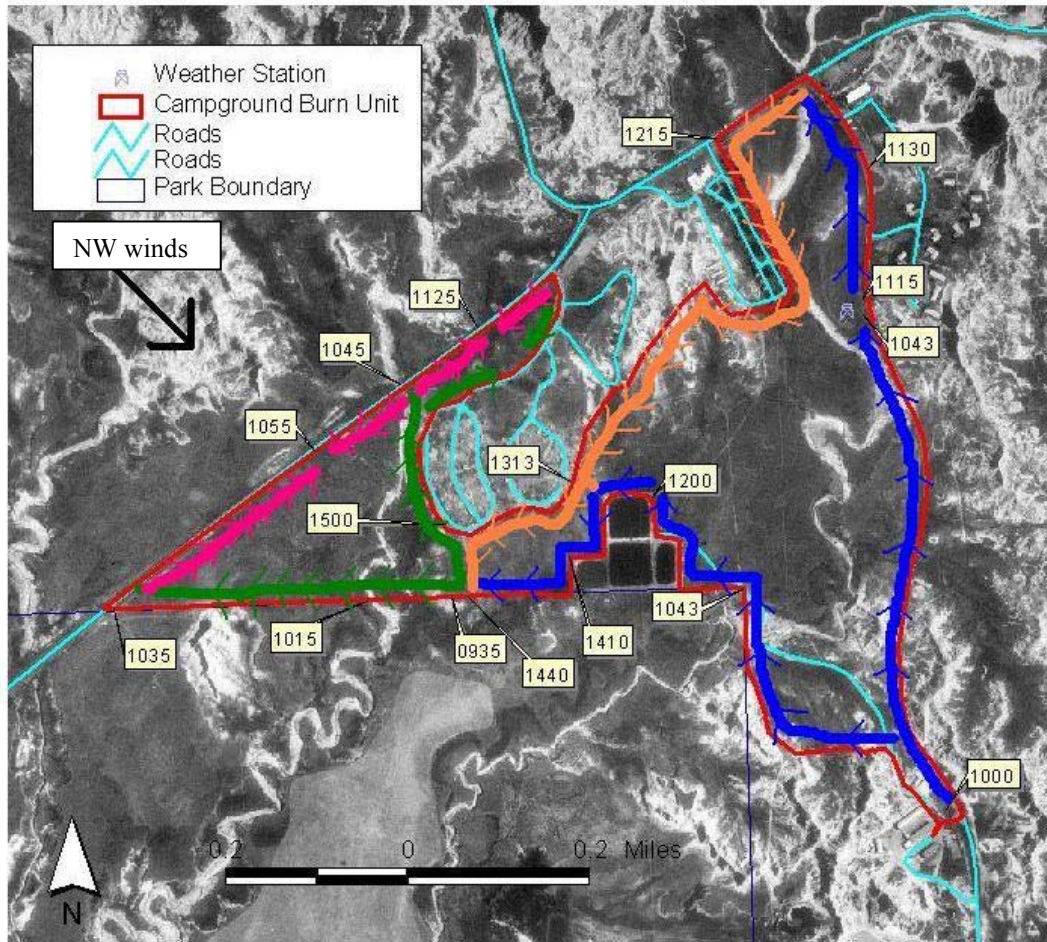 Weather Station
Campground Burn Unit
Roads
Roads
Park Boundary
NW winds
1215
1130
1125
1115
1043
1045
1055
1313
1200
1500
1035
1015
0935
1440
1410
1043
1000
0.2 0 0.2 Miles
N